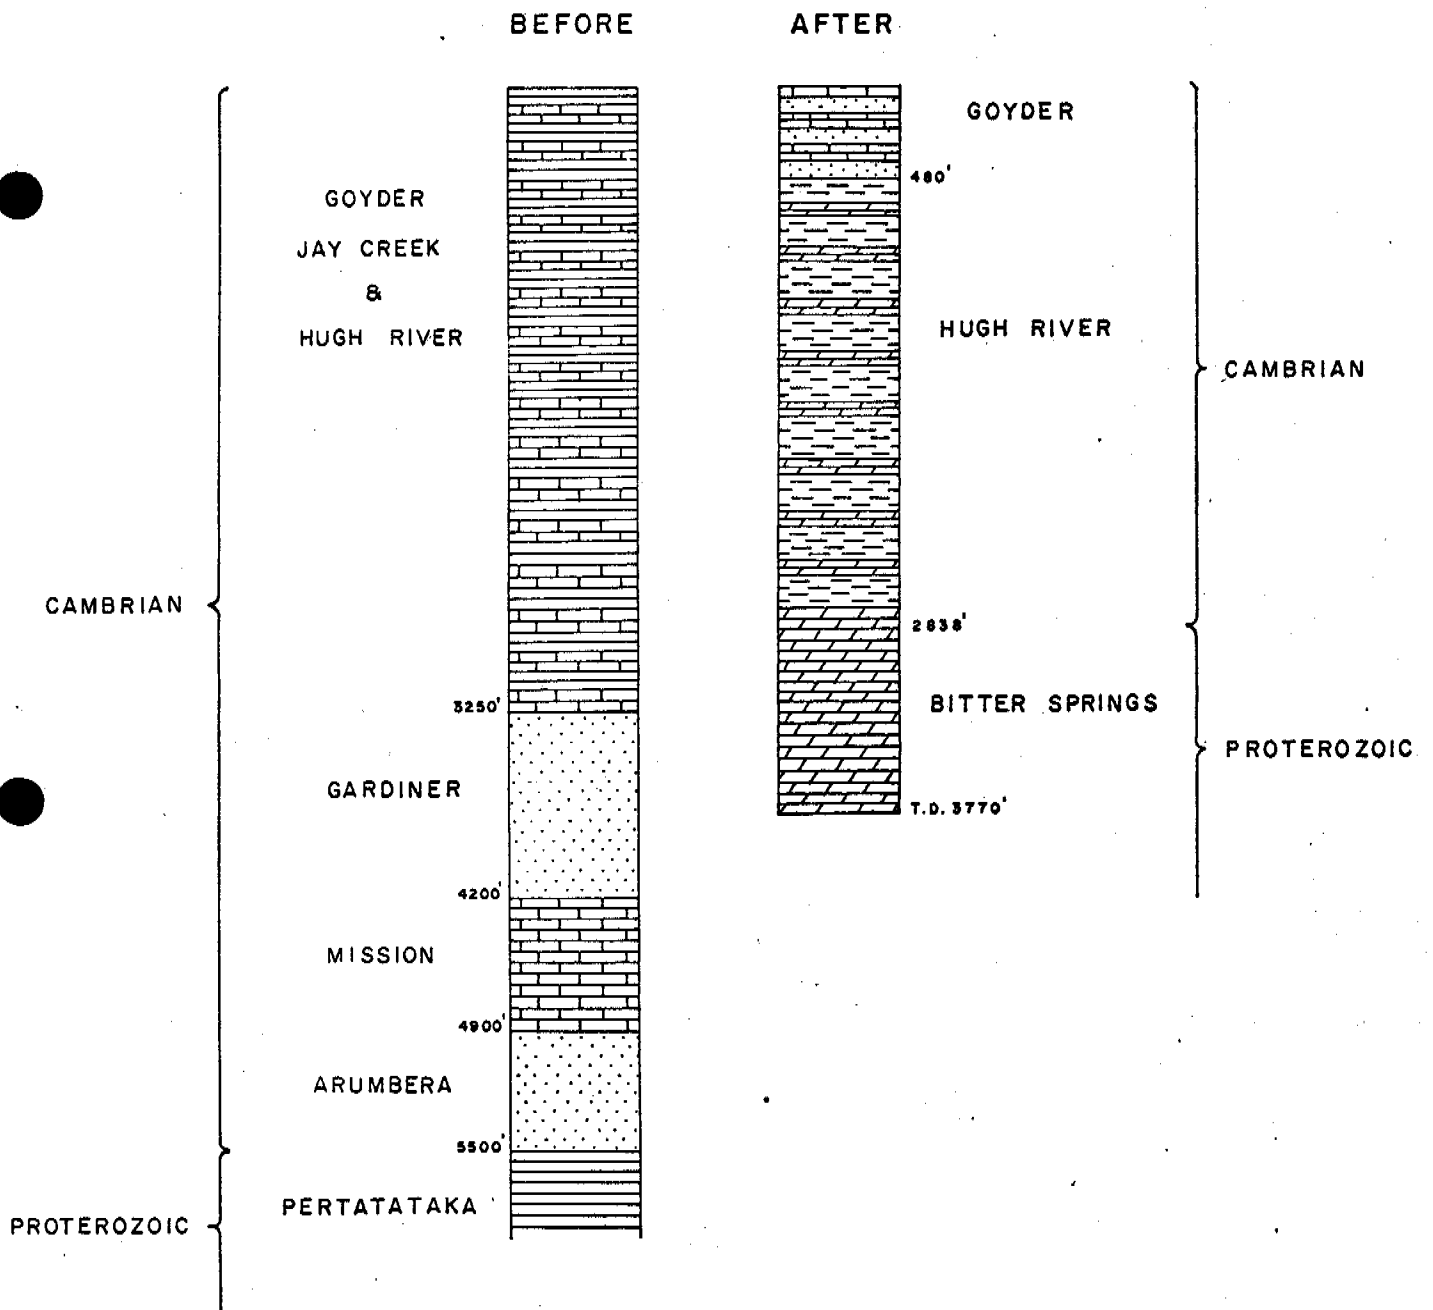 BEFORE
AFTER
GOYDER
JAY CREEK
&
HUGH RIVER
CAMBRIAN
3250'
GARDINER
4200'
MISSION
4900'
ARUMBERA
5500'
PERTATATAKA
PROTEROZOIC
GOYDER
480'
HUGH RIVER
CAMBRIAN
2838'
BITTER SPRINGS
PROTEROZOIC
T.D. 3770'